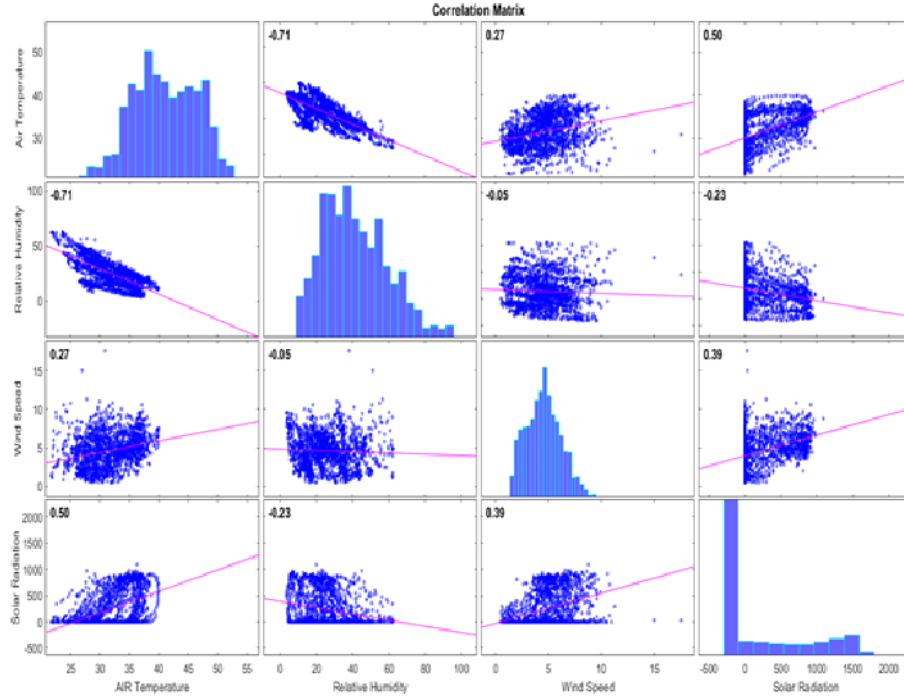 Correlation Matrix
-0.71 0.27 0.50
50
40
30
Air Temperature
-0.71 -0.05 -0.23
100
50
0
Relative Humidity
0.27 -0.05 0.39
15
10
5
0
Wind Speed
0.50 -0.23 0.39
2000
1500
1000
500
0
-500
Solar Radiation
25 30 35 40 45 50 55 0 20 40 60 80 100 0 5 10 15 -500 0 500 1000 1500 2000
AIR Temperature Relative Humidity Wind Speed Solar Radiation